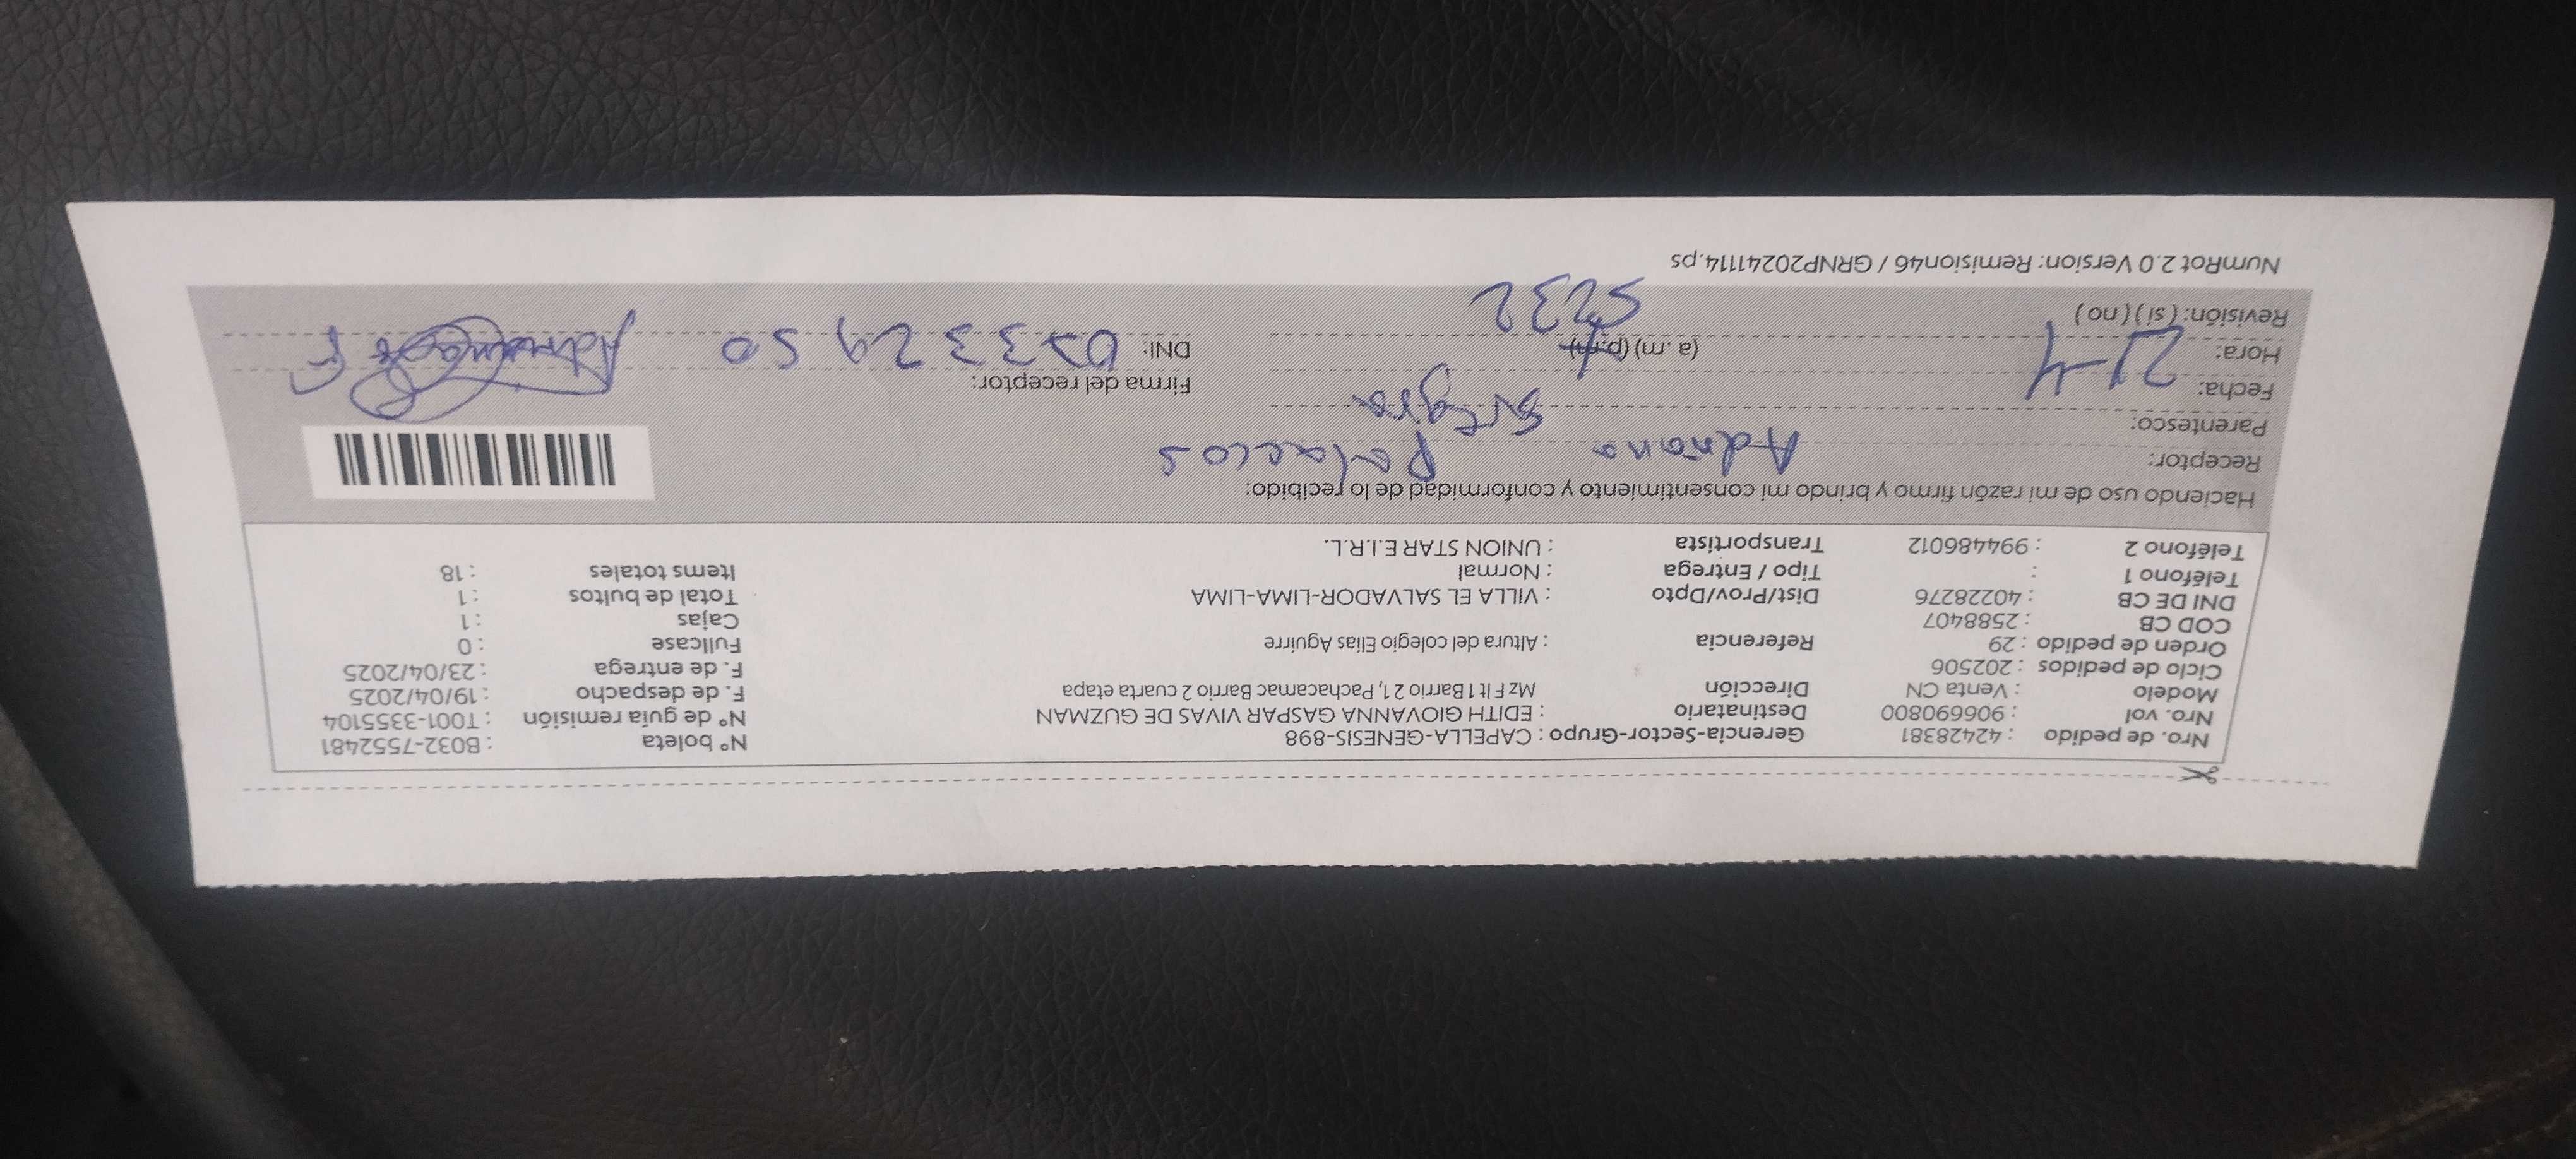 Nro. de pedido : 42428381 Gerencia-Sector-Grupo : CAPELLA-GENESIS-898 N° boleta : B032-7552481
Nro. vol : 906690800 Destinatario : EDITH GIOVANNA GASPAR VIVAS DE GUZMAN N° de guía remisión : T001-3355104
Modelo : Venta CN Dirección Mz F lt 1 Barrio 21, Pachacamac Barrio 2 cuarta etapa F. de despacho : 19/04/2025
Ciclo de pedidos : 202506 F. de entrega : 23/04/2025
Orden de pedido : 29 Referencia : Altura del colegio Elias Aguirre Fullcase : 0
COD CB : 2588407 Cajas : 1
DNI DE CB : 40228276 Dist/Prov/Dpto : VILLA EL SALVADOR-LIMA-LIMA Total de bultos : 1
Teléfono 1 : Tipo / Entrega : Normal Items totales : 18
Teléfono 2 : 994486012 Transportista : UNION STAR E.I.R.L.
Haciendo uso de mi razón firmo y brindo mi consentimiento y conformidad de lo recibido:
Receptor: Adriana Palacios
Parentesco:
Fecha: 21-4 Firma del receptor:
Hora: (a. m) (p.m) DNI:
Revisión: ( si ) ( no ) 5232
NumRot 2.0 Version: Remision46 / GRNP20241114.ps